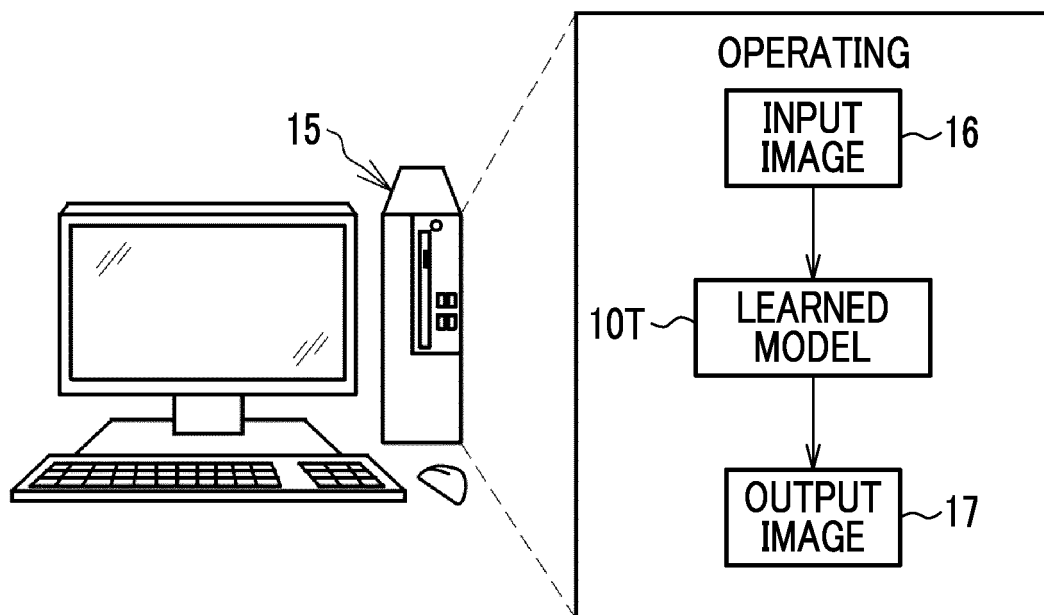 OPERATING
15
INPUT
IMAGE
16
10T
LEARNED
MODEL
OUTPUT
IMAGE
17